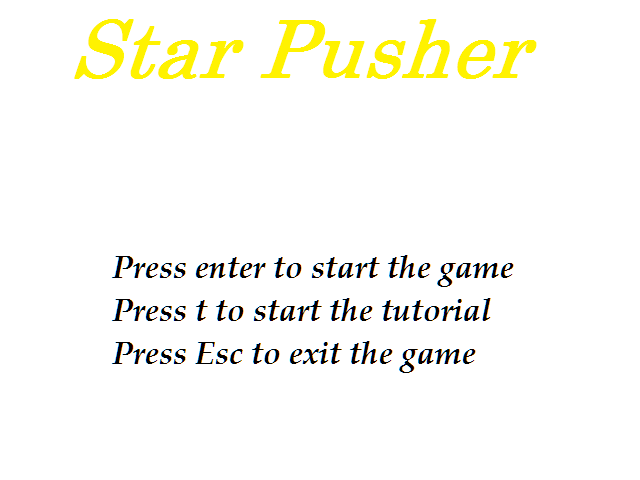 Star Pusher
Press enter to start the game
Press t to start the tutorial
Press Esc to exit the game